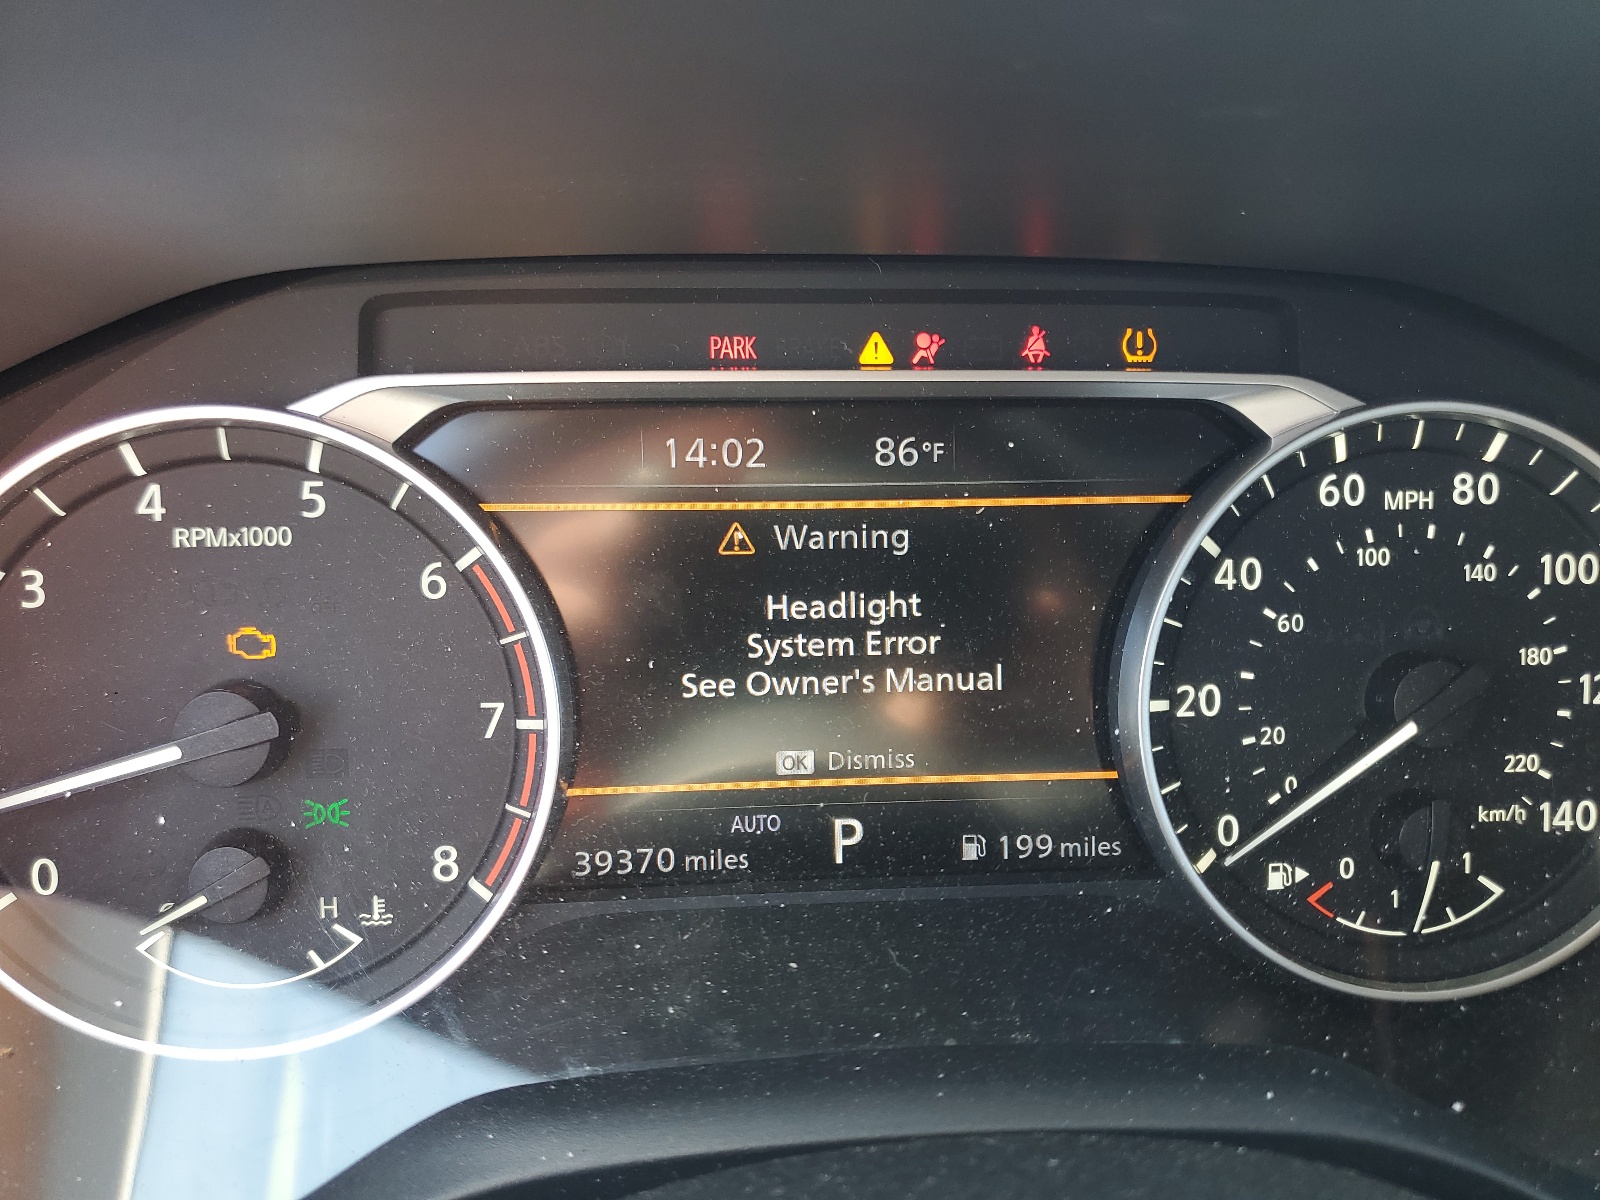 PARK
14:02 86°F
Warning
Headlight
System Error
See Owner's Manual
OK Dismiss
AUTO
39370 miles P 199 miles
RPMx1000
0
3
4
5
6
7
8
H
MPH
0
20
40
60
80
100
140
km/h
0
20
60
100
140
180
220
0
1
1